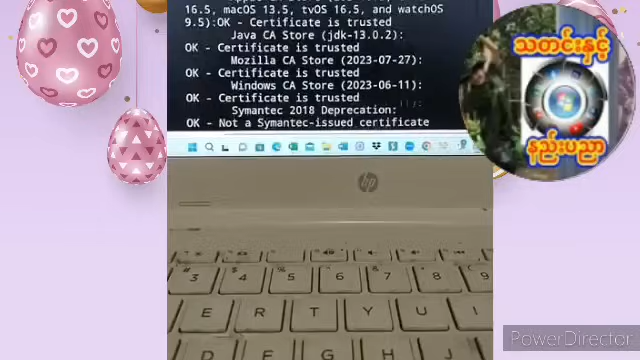 16.5, macOS 13.5, tvOS 16.5, and watchOS
9.5):OK - Certificate is trusted
Java CA Store (jdk-13.0.2):
OK - Certificate is trusted
Mozilla CA Store (2023-07-27):
OK - Certificate is trusted
Windows CA Store (2023-06-11):
OK - Certificate is trusted
Symantec 2018 Deprecation:
OK - Not a Symantec-issued certificate
သတင်းနှင့်
နည်းပညာ
hp
# 3 $ 4 % 5 ^ 6 & 7 * 8 ( 9
E R T Y U I
D F G H J
PowerDirector